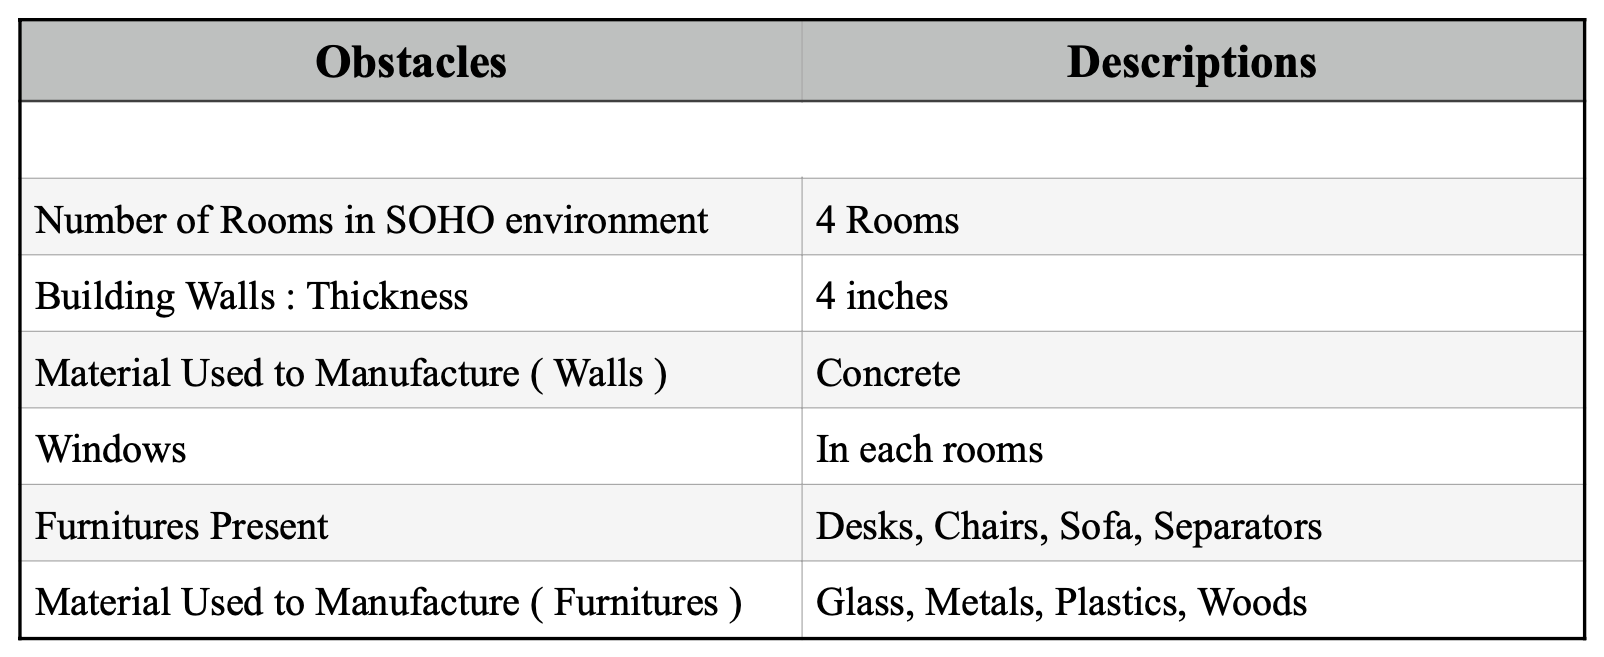 Obstacles Descriptions
Number of Rooms in SOHO environment 4 Rooms
Building Walls : Thickness 4 inches
Material Used to Manufacture ( Walls ) Concrete
Windows In each rooms
Furnitures Present Desks, Chairs, Sofa, Separators
Material Used to Manufacture ( Furnitures ) Glass, Metals, Plastics, Woods